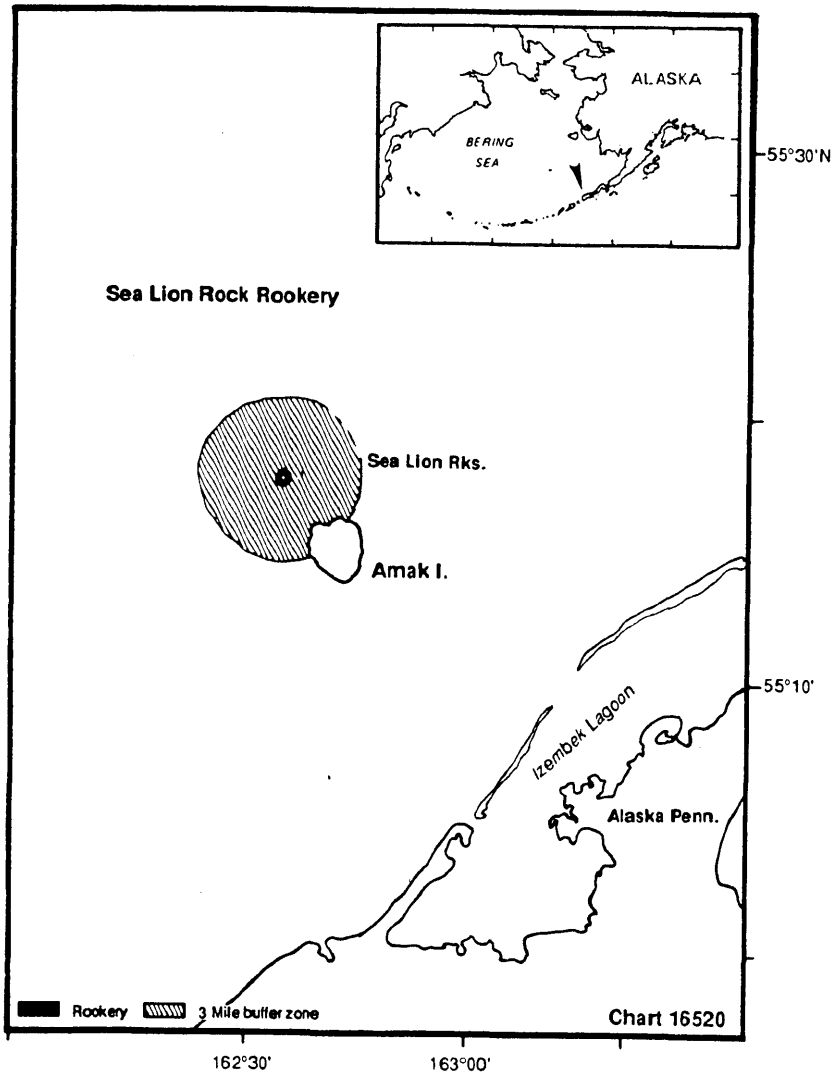 ALASKA
BERING
SEA
55°30'N
Sea Lion Rock Rookery
Sea Lion Rks.
Amak I.
55°10'
Izembek Lagoon
Alaska Penn.
Rookery
3 Mile buffer zone
Chart 16520
162°30'
163°00'